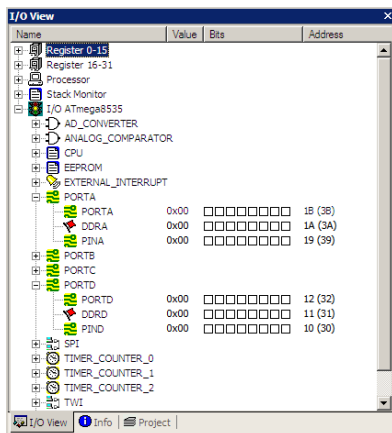 I/O View
Name Value Bits Address
Register 0-15
Register 16-31
Processor
Stack Monitor
I/O ATmega8535
AD_CONVERTER
ANALOG_COMPARATOR
CPU
EEPROM
EXTERNAL_INTERRUPT
PORTA
PORTA 0x00 1B (3B)
DDRA 0x00 1A (3A)
PINA 0x00 19 (39)
PORTB
PORTC
PORTD
PORTD 0x00 12 (32)
DDRD 0x00 11 (31)
PIND 0x00 10 (30)
SPI
TIMER_COUNTER_0
TIMER_COUNTER_1
TIMER_COUNTER_2
TWI
I/O View Info Project